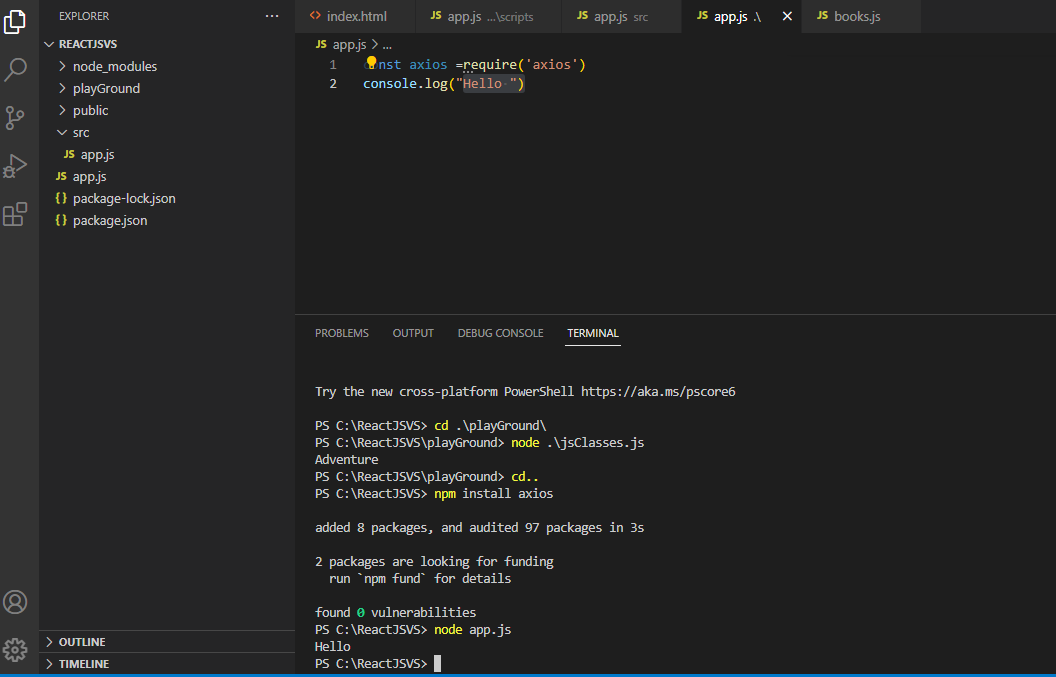 EXPLORER ...
REACTJSVS
node_modules
playGround
public
src
JS app.js
JS app.js
{} package-lock.json
{} package.json
OUTLINE
TIMELINE
<> index.html JS app.js ...\scripts JS app.js src JS app.js .\ JS books.js
JS app.js > ...
1 nst axios =require('axios')
2 console.log("Hello ")
PROBLEMS OUTPUT DEBUG CONSOLE TERMINAL
Try the new cross-platform PowerShell https://aka.ms/pscore6
PS C:\ReactJSVS> cd .\playGround\
PS C:\ReactJSVS\playGround> node .\jsClasses.js
Adventure
PS C:\ReactJSVS\playGround> cd..
PS C:\ReactJSVS> npm install axios
added 8 packages, and audited 97 packages in 3s
2 packages are looking for funding
run `npm fund` for details
found 0 vulnerabilities
PS C:\ReactJSVS> node app.js
Hello
PS C:\ReactJSVS>